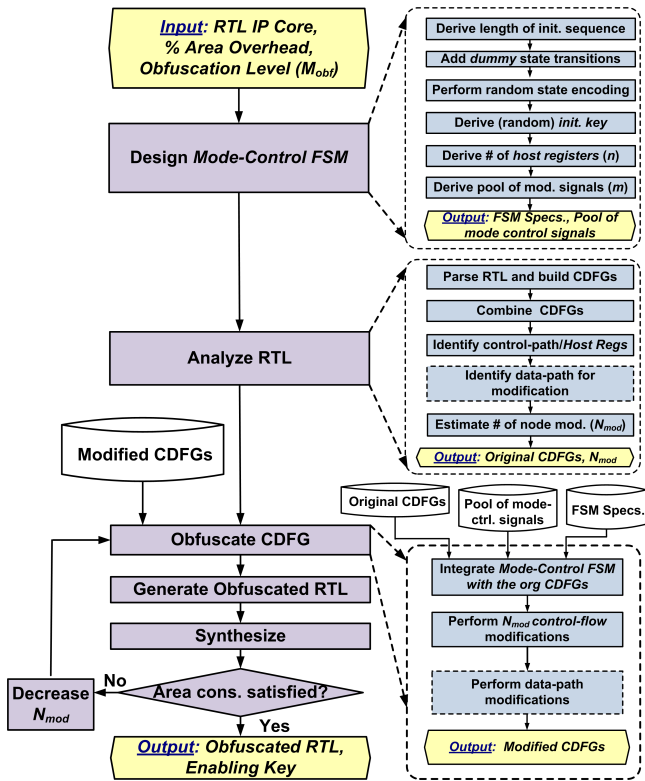 Input: RTL IP Core,
% Area Overhead,
Obfuscation Level (Mobf)
Design Mode-Control FSM
Analyze RTL
Modified CDFGs
Obfuscate CDFG
Generate Obfuscated RTL
Synthesize
Area cons. satisfied?
No
Decrease
Nmod
Yes
Output: Obfuscated RTL,
Enabling Key
Derive length of init. sequence
Add dummy state transitions
Perform random state encoding
Derive (random) init. key
Derive # of host registers (n)
Derive pool of mod. signals (m)
Output: FSM Specs., Pool of
mode control signals
Parse RTL and build CDFGs
Combine CDFGs
Identify control-path/Host Regs
Identify data-path for
modification
Estimate # of node mod. (Nmod)
Output: Original CDFGs, Nmod
Original CDFGs
Pool of mode-
ctrl. signals
FSM Specs.
Integrate Mode-Control FSM
with the org CDFGs
Perform Nmod control-flow
modifications
Perform data-path
modifications
Output: Modified CDFGs